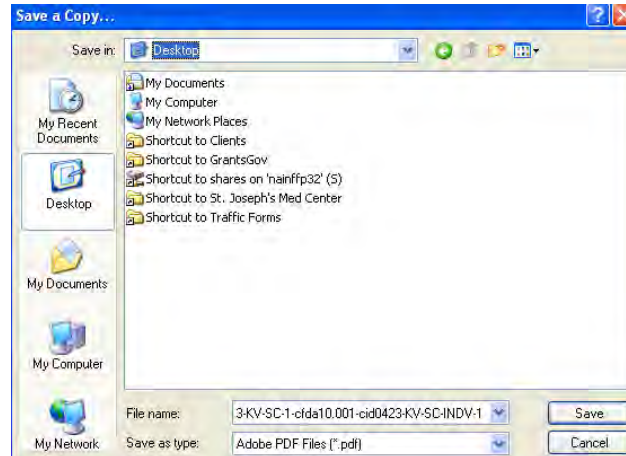 Save a Copy...
Save in:
Desktop
My Recent
Documents
Desktop
My Documents
My Computer
My Network
My Documents
My Computer
My Network Places
Shortcut to Clients
Shortcut to GrantsGov
Shortcut to shares on 'nainffp32' (S)
Shortcut to St. Joseph's Med Center
Shortcut to Traffic Forms
File name:
3-KV-SC-1-cfda10.001-cid0423-KV-SC-INDV-1
Save
Save as type:
Adobe PDF Files (*.pdf)
Cancel